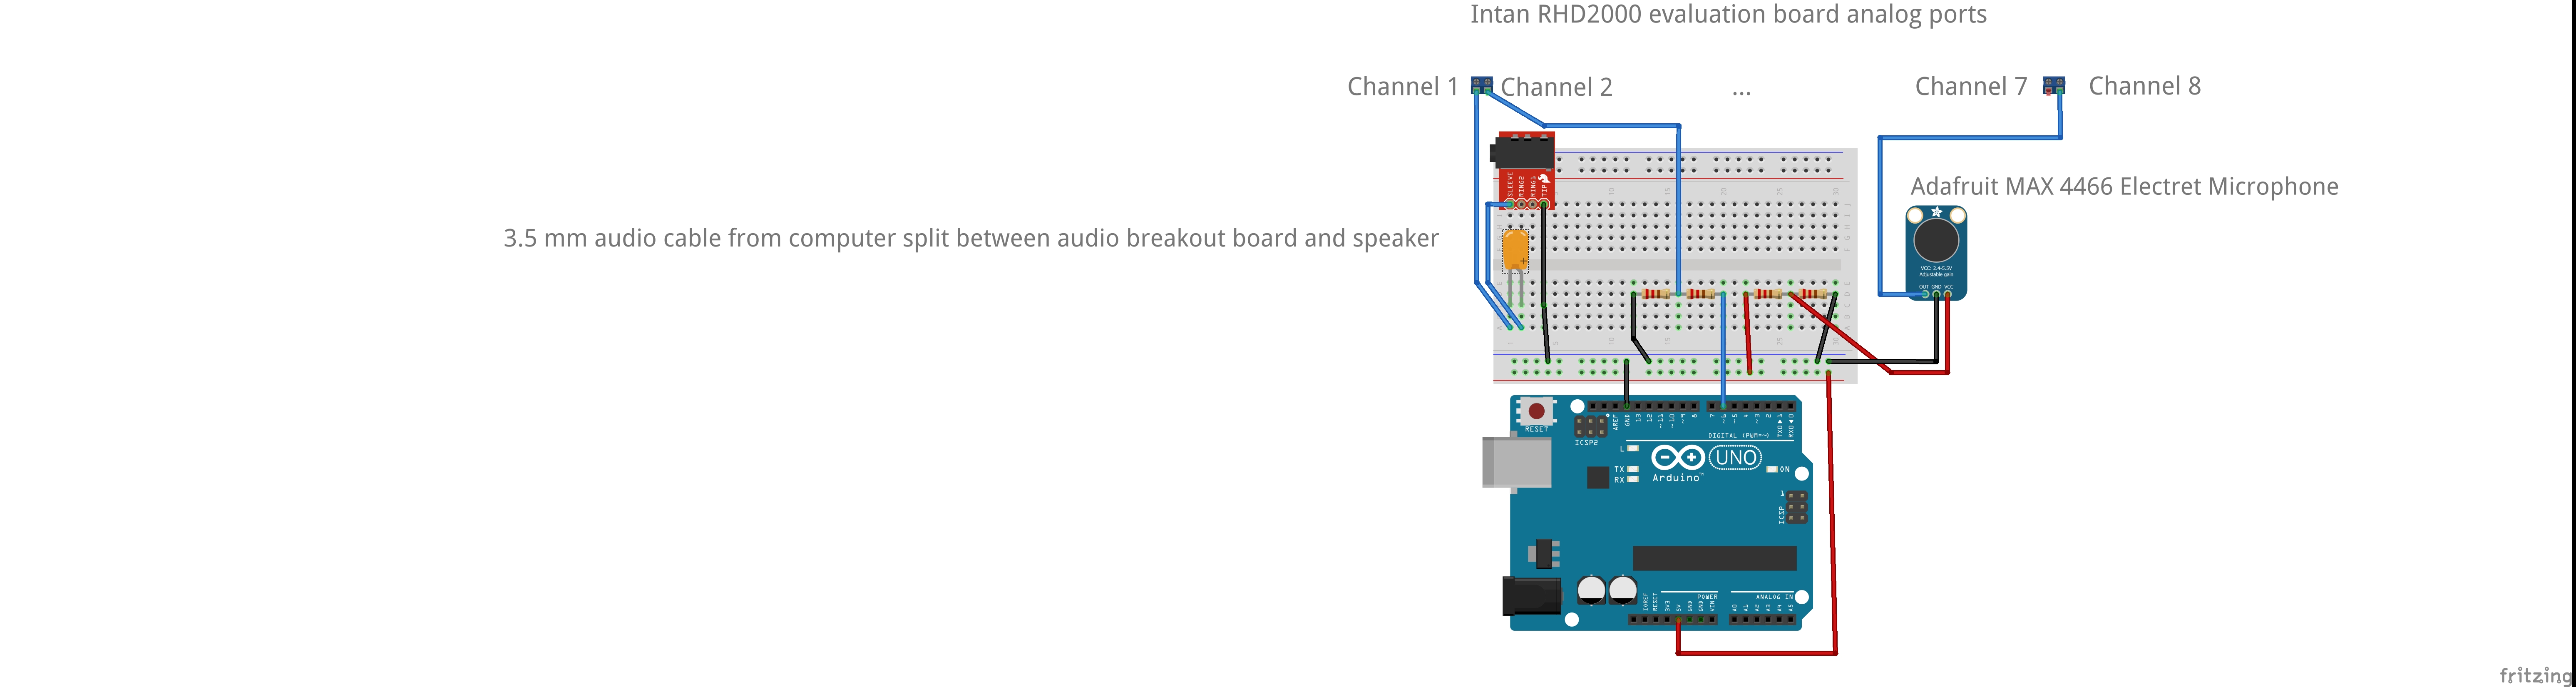 Intan RHD2000 evaluation board analog ports
Channel 1
Channel 2
...
Channel 7
Channel 8
Adafruit MAX 4466 Electret Microphone
3.5 mm audio cable from computer split between audio breakout board and speaker
SLEEVE
RING2
RING1
TIP
VCC: 2.4-5.5V
Adjustable gain
OUT GND VCC
RESET
ICSP2
AREF
GND
13
12
~11
~10
~9
8
7
~6
~5
4
~3
2
TX0▶1
RX0◀0
DIGITAL (PWM=~)
L
TX
RX
Arduino™
UNO
ON
1
ICSP
IOREF
RESET
3V3
5V
GND
GND
VIN
POWER
ANALOG IN
A0
A1
A2
A3
A4
A5
fritzing